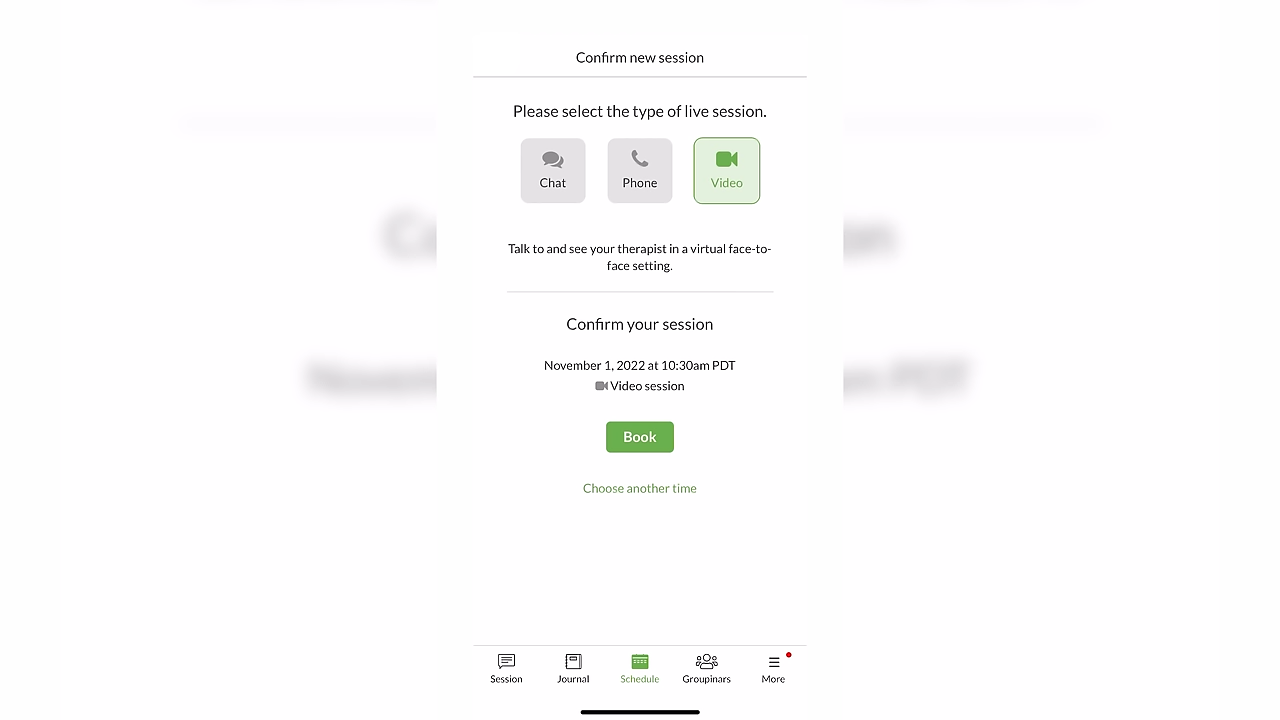 Confirm new session
Please select the type of live session.
Chat
Phone
Video
Talk to and see your therapist in a virtual face-to-
face setting.
Confirm your session
November 1, 2022 at 10:30am PDT
Video session
Book
Choose another time
Session
Journal
Schedule
Groupinars
More